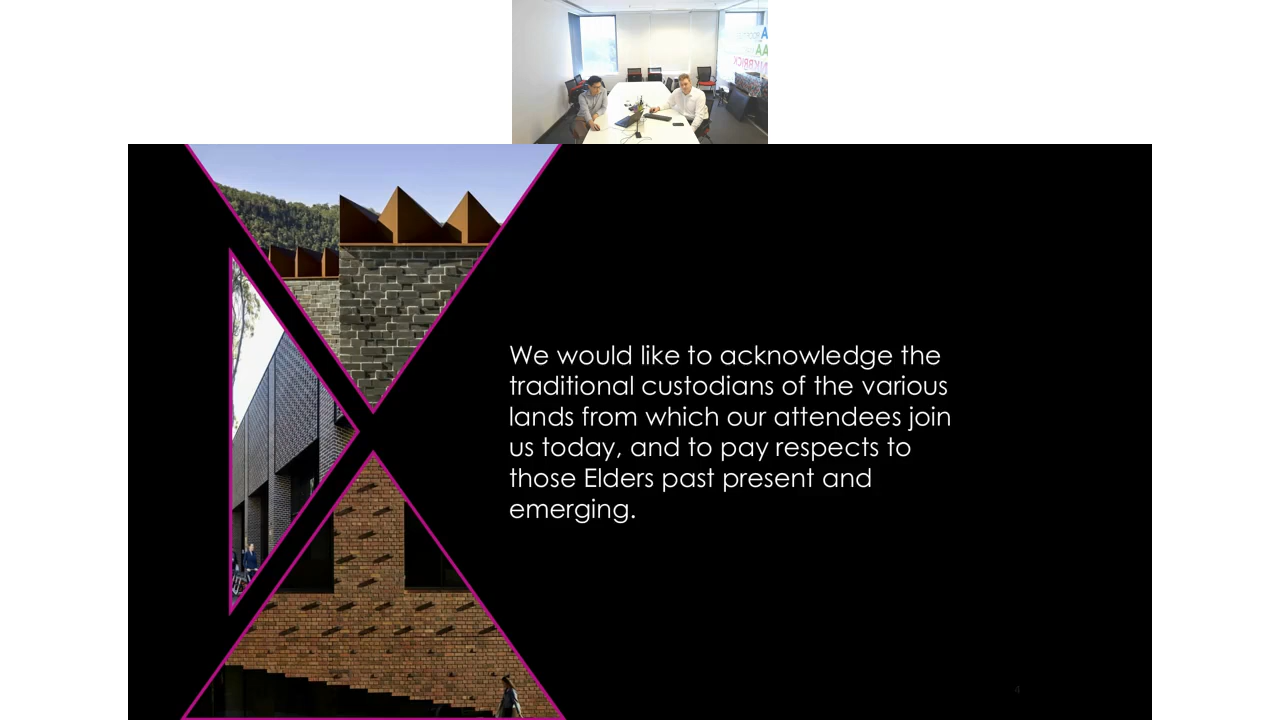 We would like to acknowledge the
traditional custodians of the various
lands from which our attendees join
us today, and to pay respects to
those Elders past present and
emerging.
4